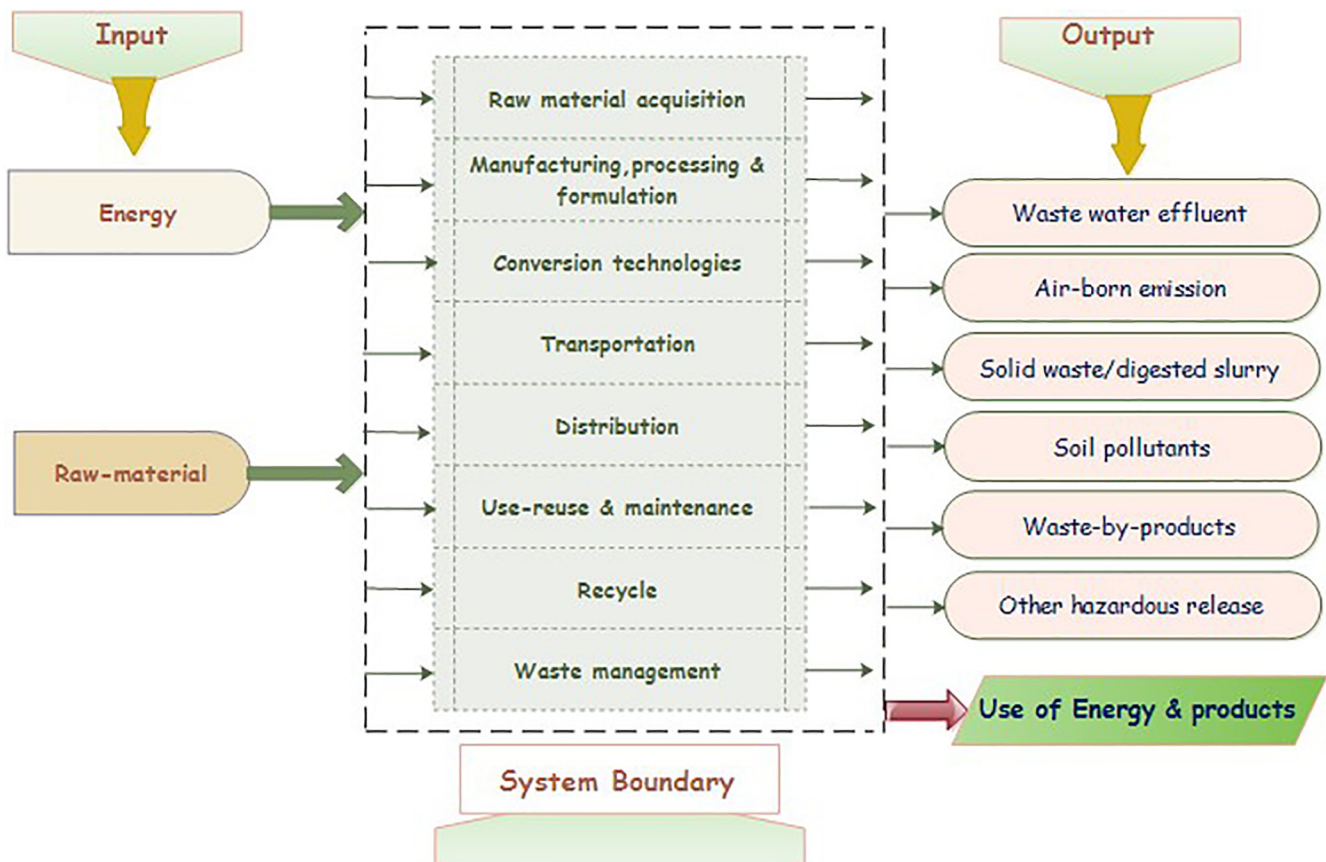 Input
Energy
Raw-material
Raw material acquisition
Manufacturing,processing &
formulation
Conversion technologies
Transportation
Distribution
Use-reuse & maintenance
Recycle
Waste management
System Boundary
Output
Waste water effluent
Air-born emission
Solid waste/digested slurry
Soil pollutants
Waste-by-products
Other hazardous release
Use of Energy & products